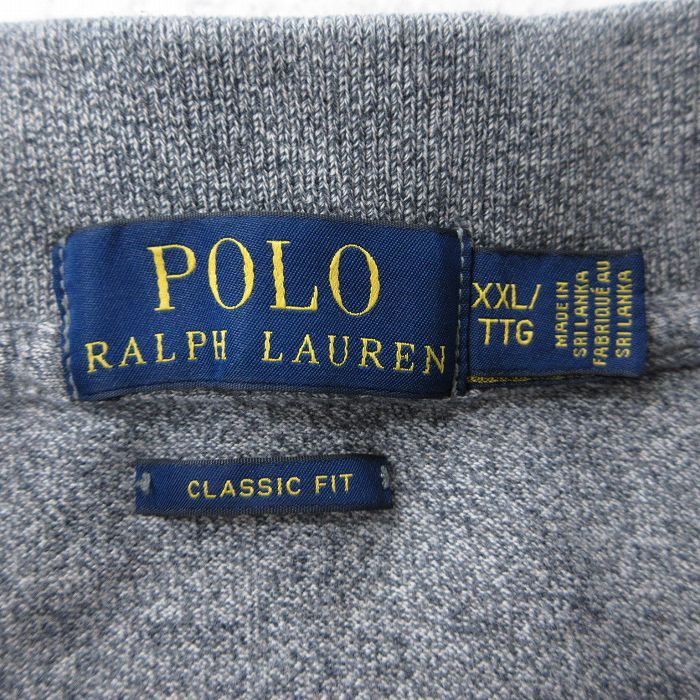 POLO
RALPH LAUREN
XXL/
TTG
MADE IN
SRI LANKA
FABRIQUÉ AU
SRI LANKA
CLASSIC FIT